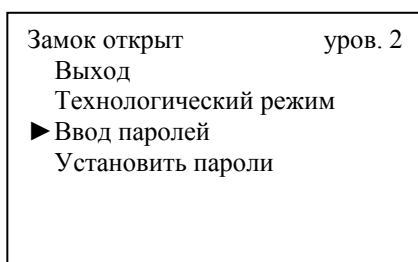 Замок открыт уров. 2
Выход
Технологический режим
►Ввод паролей
Установить пароли